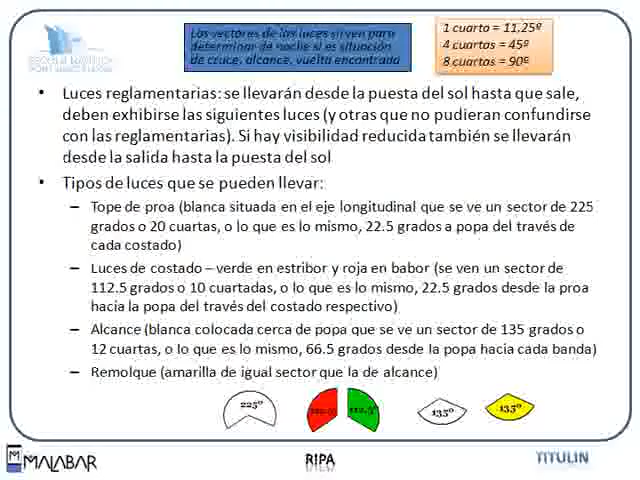 Los sectores de las luces sirven para
determinar de noche si es situación
de cruce, alcance, vuelta encontrada
1 cuarto = 11,25º
4 cuartos = 45º
8 cuartos = 90º
• Luces reglamentarias: se llevarán desde la puesta del sol hasta que sale,
deben exhibirse las siguientes luces (y otras que no pudieran confundirse
con las reglamentarias). Si hay visibilidad reducida también se llevarán
desde la salida hasta la puesta del sol
• Tipos de luces que se pueden llevar:
– Tope de proa (blanca situada en el eje longitudinal que se ve un sector de 225
grados o 20 cuartas, o lo que es lo mismo, 22.5 grados a popa del través de
cada costado)
– Luces de costado – verde en estribor y roja en babor (se ven un sector de
112.5 grados o 10 cuartadas, o lo que es lo mismo, 22.5 grados desde la proa
hacía la popa del través del costado respectivo)
– Alcance (blanca colocada cerca de popa que se ve un sector de 135 grados o
12 cuartas, o lo que es lo mismo, 66.5 grados desde la popa hacía cada banda)
– Remolque (amarilla de igual sector que la de alcance)
225º
112,5º
112,5º
135º
135º
MALABAR
RIPA
TITULIN